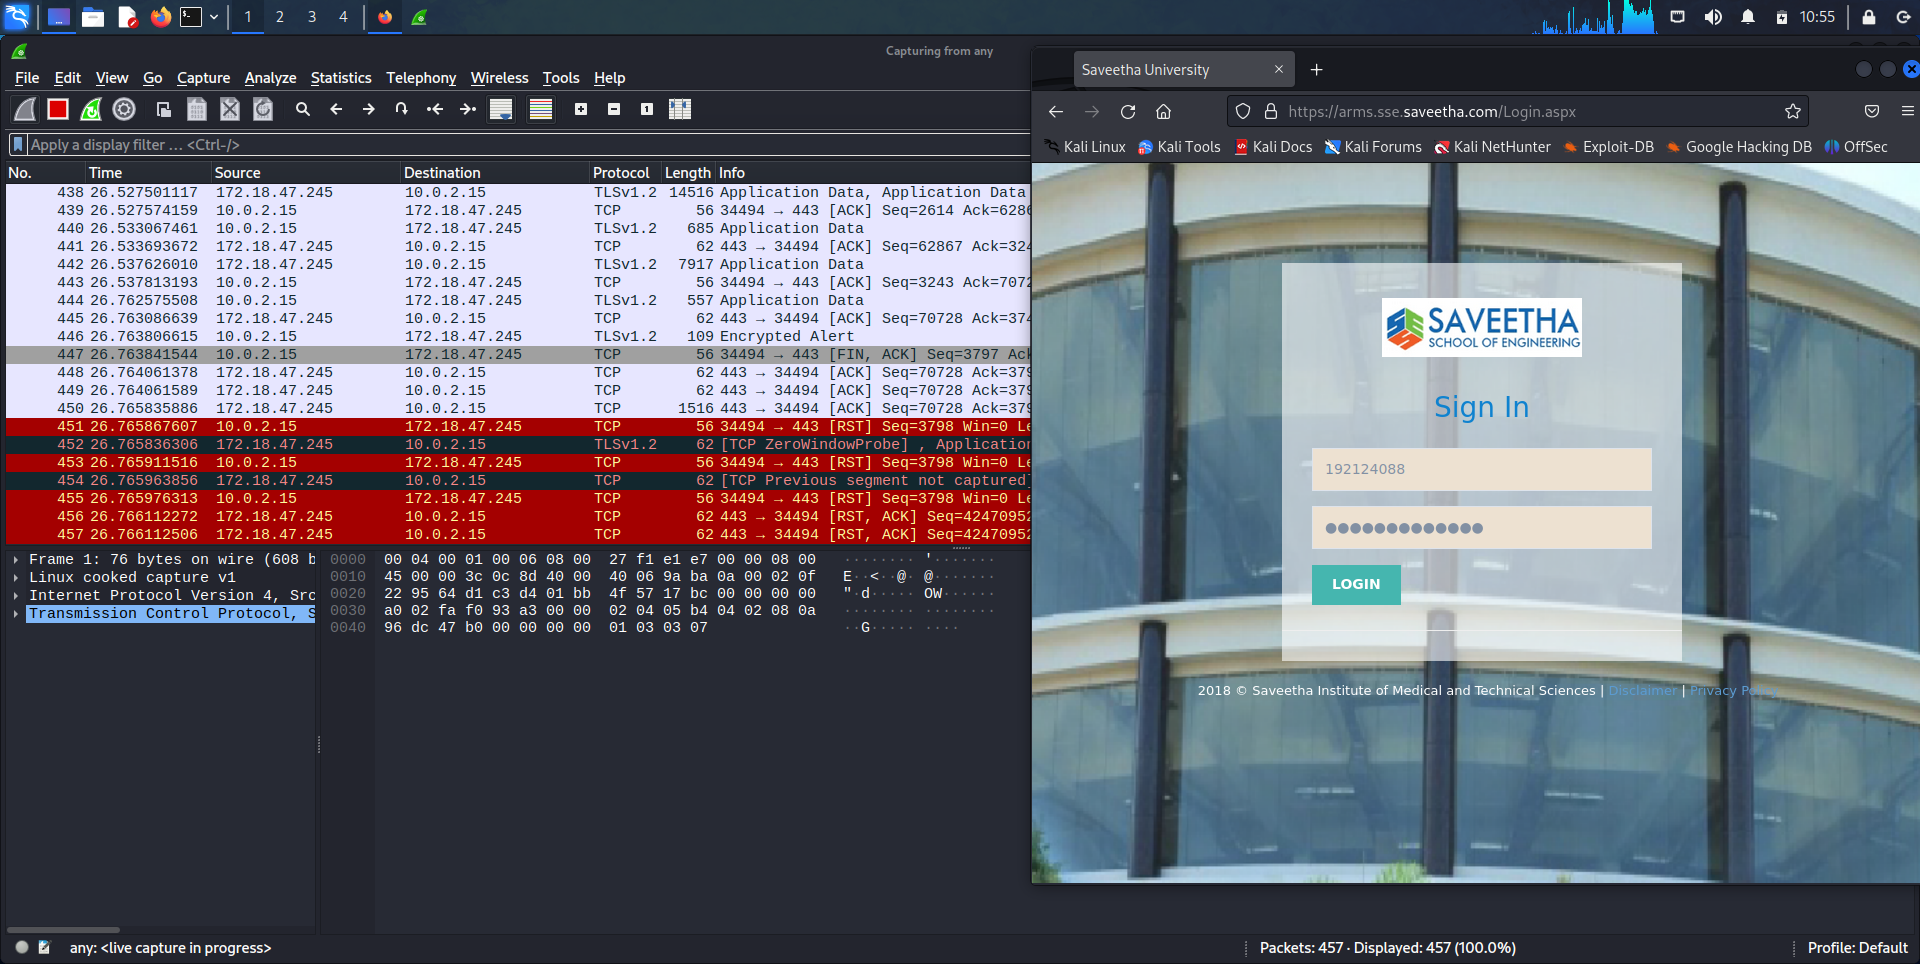 1 2 3 4 10:55
Capturing from any
File Edit View Go Capture Analyze Statistics Telephony Wireless Tools Help
Apply a display filter … <Ctrl-/>
No. Time Source Destination Protocol Length Info
438 26.527501117 172.18.47.245 10.0.2.15 TLSv1.2 14516 Application Data, Application Data
439 26.527574159 10.0.2.15 172.18.47.245 TCP 56 34494 → 443 [ACK] Seq=2614 Ack=6286
440 26.533067461 10.0.2.15 172.18.47.245 TLSv1.2 685 Application Data
441 26.533693672 172.18.47.245 10.0.2.15 TCP 62 443 → 34494 [ACK] Seq=62867 Ack=324
442 26.537626010 172.18.47.245 10.0.2.15 TLSv1.2 7917 Application Data
443 26.537813193 10.0.2.15 172.18.47.245 TCP 56 34494 → 443 [ACK] Seq=3243 Ack=7072
444 26.762575508 10.0.2.15 172.18.47.245 TLSv1.2 557 Application Data
445 26.763086639 172.18.47.245 10.0.2.15 TCP 62 443 → 34494 [ACK] Seq=70728 Ack=374
446 26.763806615 10.0.2.15 172.18.47.245 TLSv1.2 109 Encrypted Alert
447 26.763841544 10.0.2.15 172.18.47.245 TCP 56 34494 → 443 [FIN, ACK] Seq=3797 Ack
448 26.764061378 172.18.47.245 10.0.2.15 TCP 62 443 → 34494 [ACK] Seq=70728 Ack=379
449 26.764061589 172.18.47.245 10.0.2.15 TCP 62 443 → 34494 [ACK] Seq=70728 Ack=379
450 26.765835886 172.18.47.245 10.0.2.15 TCP 1516 443 → 34494 [ACK] Seq=70728 Ack=379
451 26.765867607 10.0.2.15 172.18.47.245 TCP 56 34494 → 443 [RST] Seq=3798 Win=0 Le
452 26.765836306 172.18.47.245 10.0.2.15 TLSv1.2 62 [TCP ZeroWindowProbe] , Application
453 26.765911516 10.0.2.15 172.18.47.245 TCP 56 34494 → 443 [RST] Seq=3798 Win=0 Le
454 26.765963856 172.18.47.245 10.0.2.15 TCP 62 [TCP Previous segment not captured]
455 26.765976313 10.0.2.15 172.18.47.245 TCP 56 34494 → 443 [RST] Seq=3798 Win=0 Le
456 26.766112272 172.18.47.245 10.0.2.15 TCP 62 443 → 34494 [RST, ACK] Seq=42470952
457 26.766112506 172.18.47.245 10.0.2.15 TCP 62 443 → 34494 [RST, ACK] Seq=42470952
Frame 1: 76 bytes on wire (608 b
Linux cooked capture v1
Internet Protocol Version 4, Src
Transmission Control Protocol, S
0000 00 04 00 01 00 06 08 00 27 f1 e1 e7 00 00 08 00 ········ '·······
0010 45 00 00 3c 0c 8d 40 00 40 06 9a ba 0a 00 02 0f E··<··@· @·······
0020 22 95 64 d1 c3 d4 01 bb 4f 57 17 bc 00 00 00 00 "·d····· OW······
0030 a0 02 fa f0 93 a3 00 00 02 04 05 b4 04 02 08 0a ········ ········
0040 96 dc 47 b0 00 00 00 00 01 03 03 07 ··G····· ····
any: <live capture in progress>
Packets: 457 · Displayed: 457 (100.0%)
Profile: Default
Saveetha University
https://arms.sse.saveetha.com/Login.aspx
Kali Linux Kali Tools Kali Docs Kali Forums Kali NetHunter Exploit-DB Google Hacking DB OffSec
SAVEETHA
SCHOOL OF ENGINEERING
Sign In
192124088
●●●●●●●●●●●●●
LOGIN
2018 © Saveetha Institute of Medical and Technical Sciences | Disclaimer | Privacy Policy